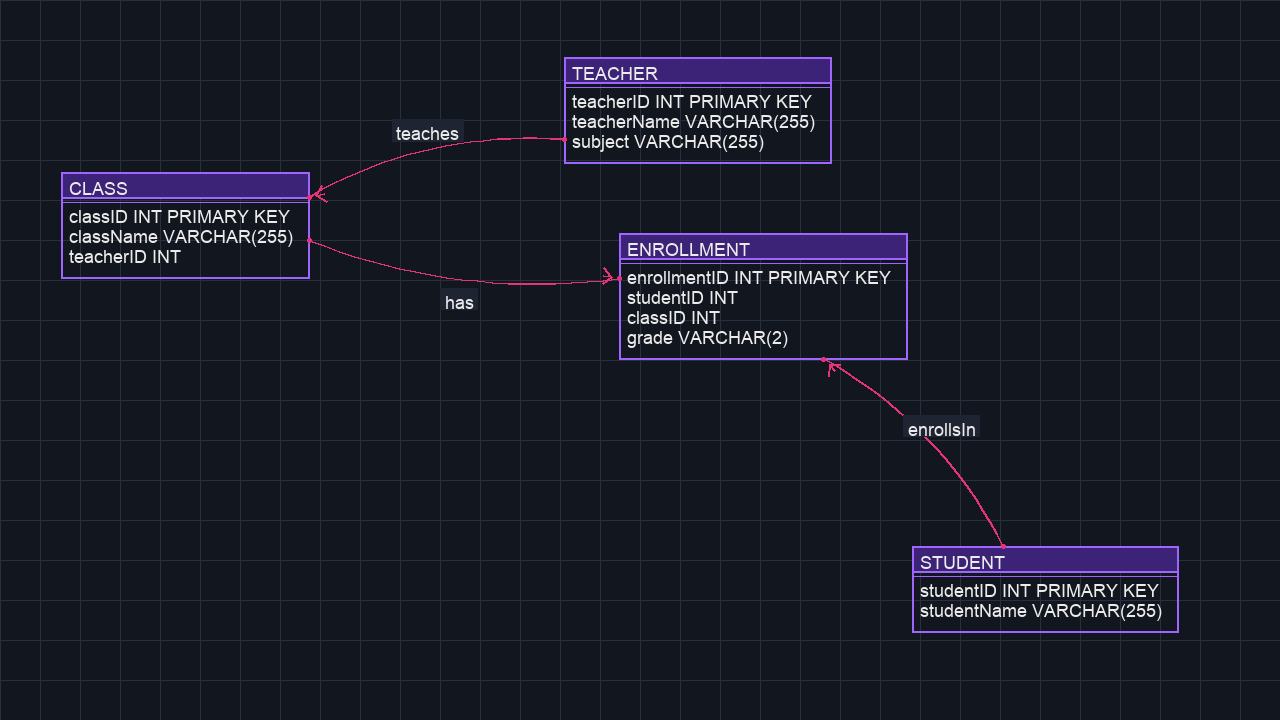 TEACHER
teacherID INT PRIMARY KEY
teacherName VARCHAR(255)
subject VARCHAR(255)
teaches
CLASS
classID INT PRIMARY KEY
className VARCHAR(255)
teacherID INT
has
ENROLLMENT
enrollmentID INT PRIMARY KEY
studentID INT
classID INT
grade VARCHAR(2)
enrollsIn
STUDENT
studentID INT PRIMARY KEY
studentName VARCHAR(255)